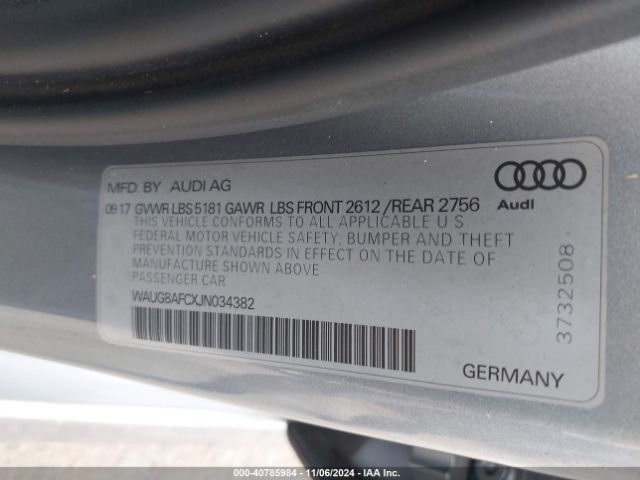 MFD. BY AUDI AG
09 17 GVWR LBS 5181 GAWR LBS FRONT 2612 /REAR 2756
THIS VEHICLE CONFORMS TO ALL APPLICABLE U.S.
FEDERAL MOTOR VEHICLE SAFETY, BUMPER AND THEFT
PREVENTION STANDARDS IN EFFECT ON THE DATE OF
MANUFACTURE SHOWN ABOVE
PASSENGER CAR
WAUG8AFCXJN034382
Audi
3732508
GERMANY
000-40785984 - 11/06/2024 - IAA Inc.